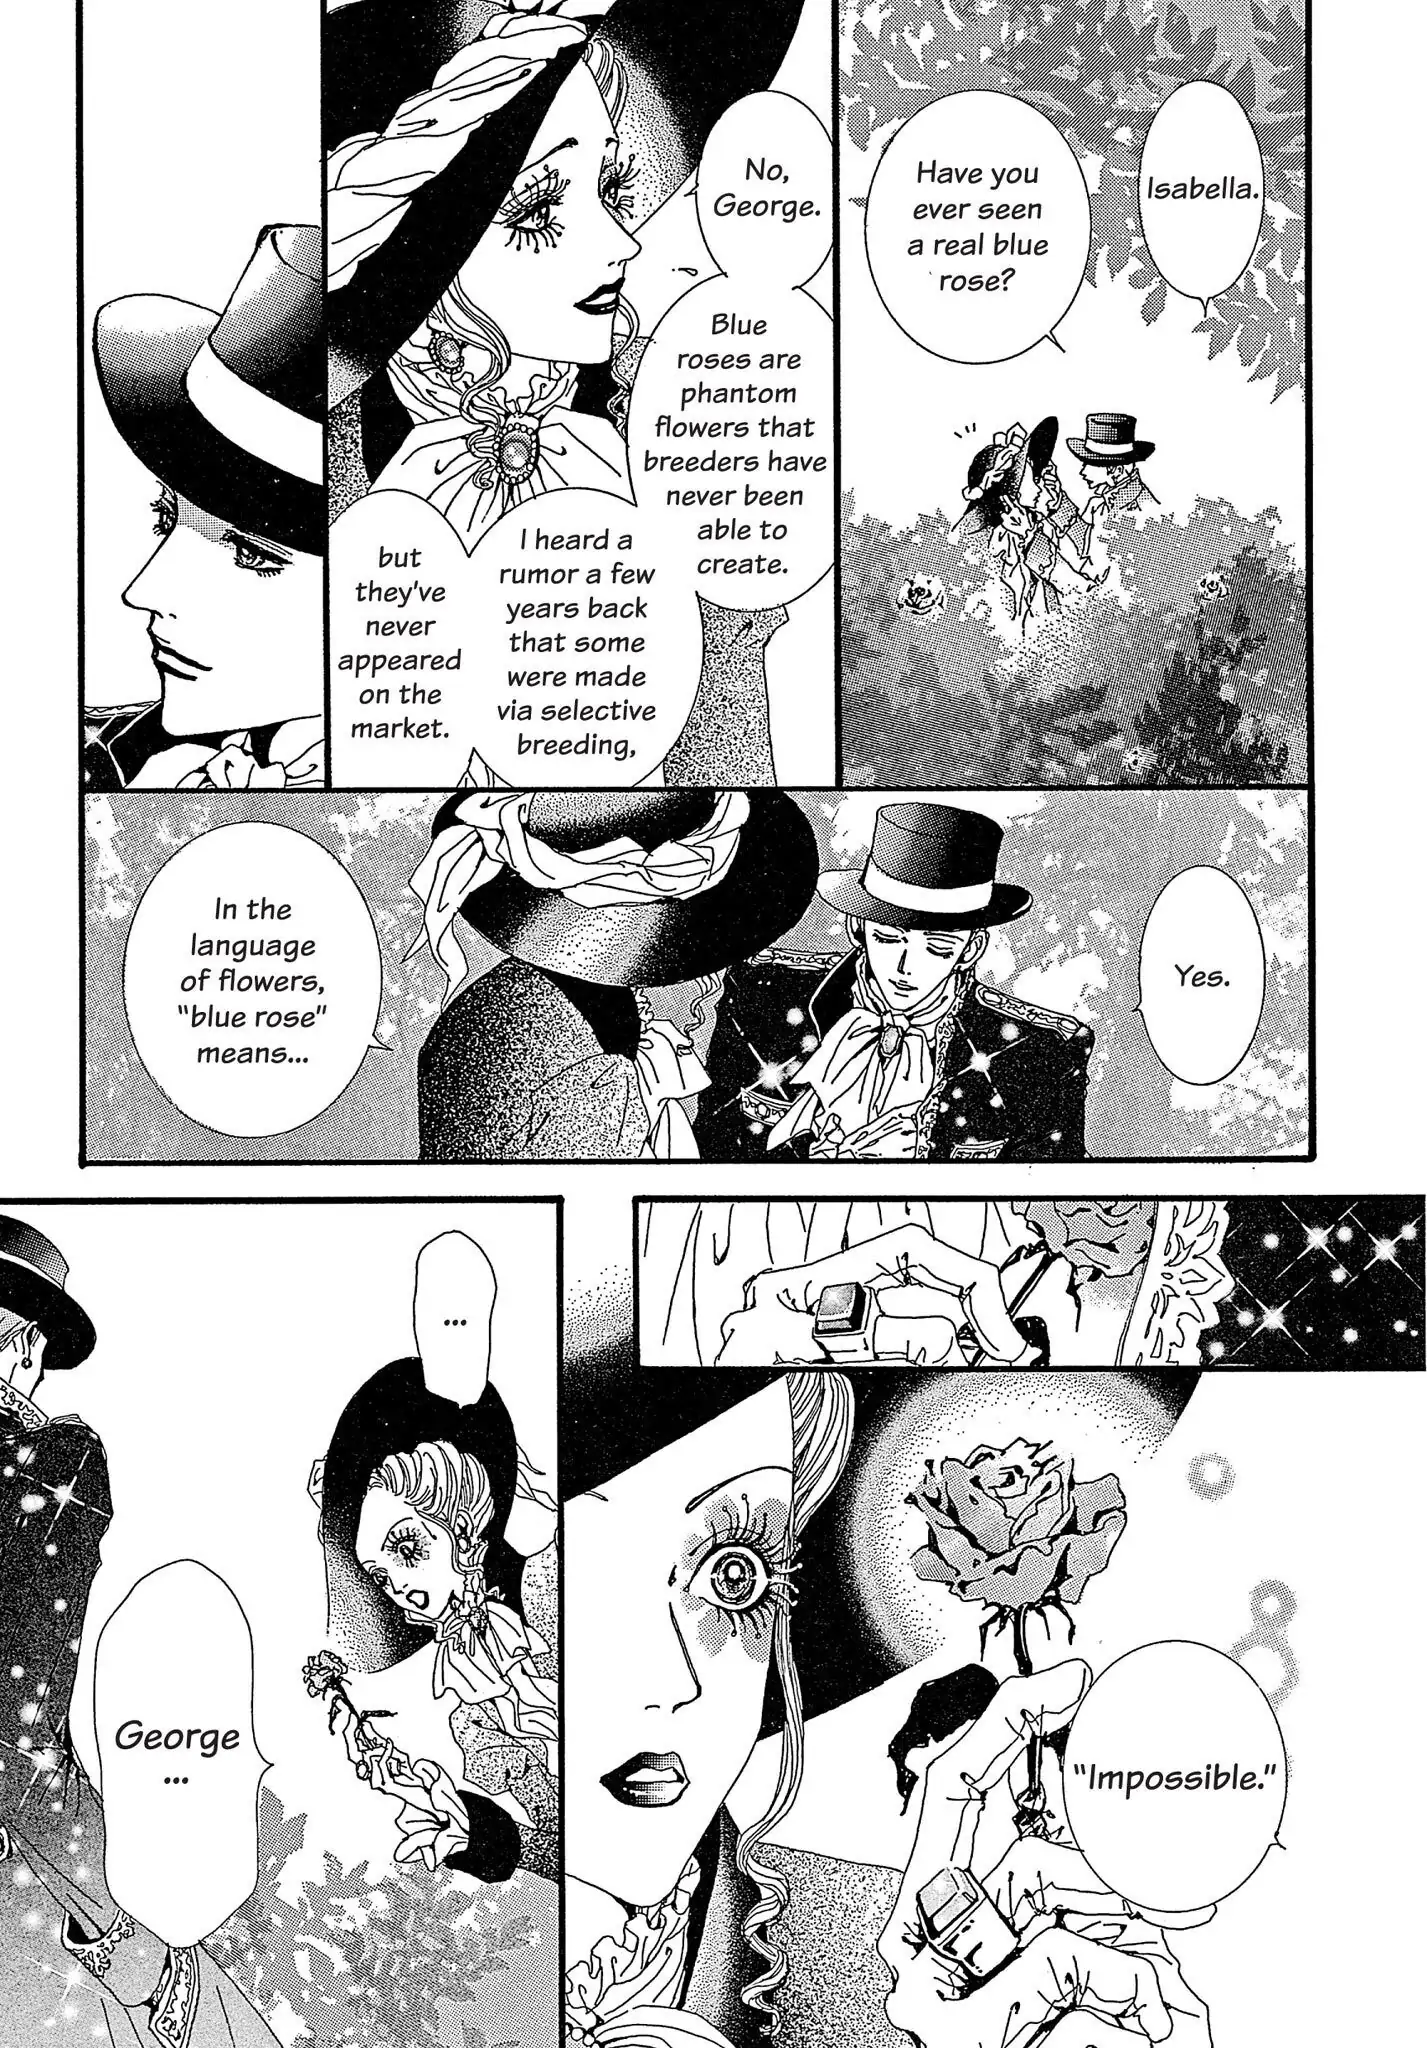 Isabella.
Have you
ever seen
a real blue
rose?
No,
George.
Blue
roses are
phantom
flowers that
breeders have
never been
able to
create.
I heard a
rumor a few
years back
that some
were made
via selective
breeding,
but
they've
never
appeared
on the
market.
Yes.
In the
language
of flowers,
“blue rose”
means...
“Impossible.”
...
George
...